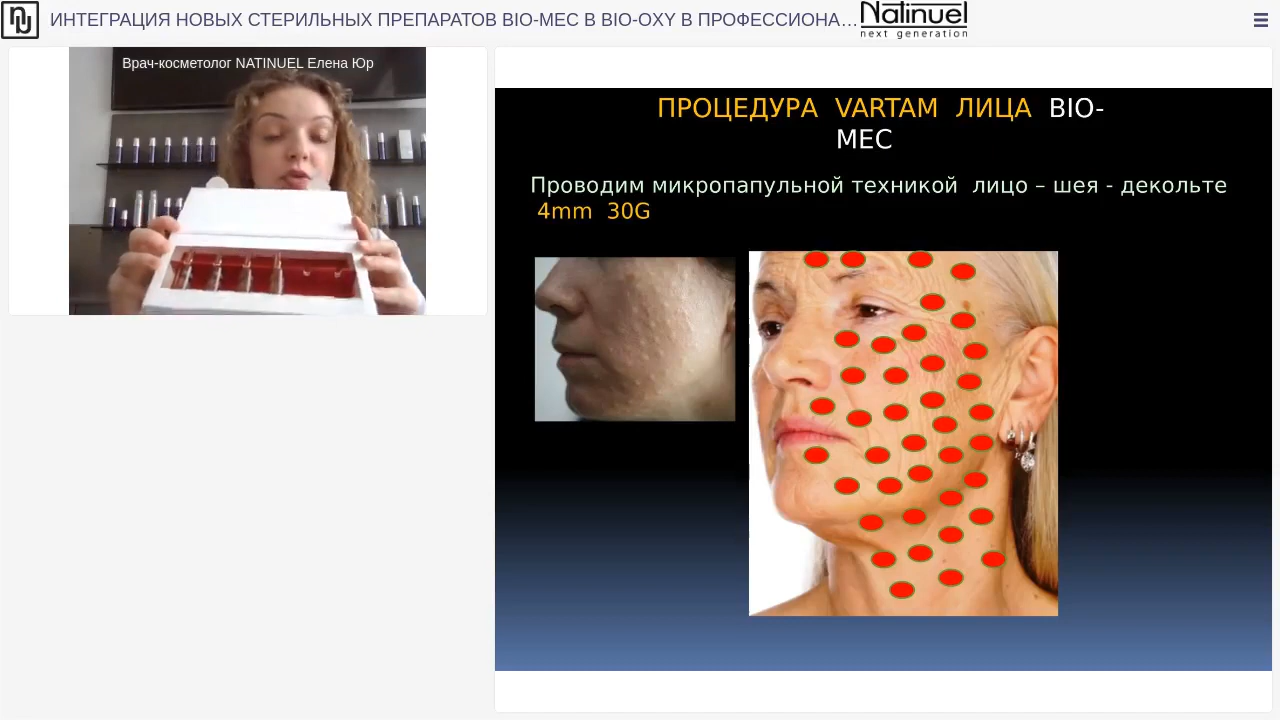 ИНТЕГРАЦИЯ НОВЫХ СТЕРИЛЬНЫХ ПРЕПАРАТОВ BIO-MEC В BIO-OXY В ПРОФЕССИОНА…
Natinuel
next generation
Врач-косметолог NATINUEL Елена Юр
ПРОЦЕДУРА VARTAM ЛИЦА BIO-
MEC
Проводим микропапульной техникой лицо – шея - декольте
4mm 30G